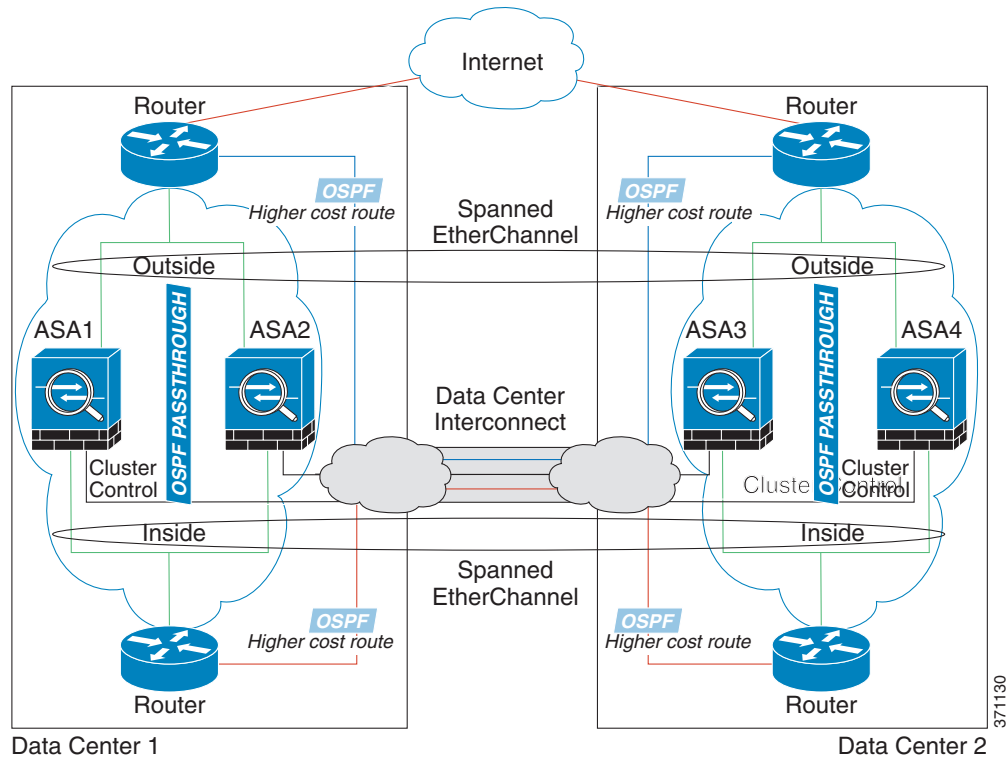 Internet
Router
Router
OSPF
Higher cost route
OSPF
Higher cost route
Spanned
EtherChannel
Outside
Outside
ASA1
ASA2
ASA3
ASA4
OSPF PASSTHROUGH
OSPF PASSTHROUGH
Data Center
Interconnect
Cluster
Control
Cluster Control
Cluster
Control
Inside
Inside
Spanned
EtherChannel
OSPF
Higher cost route
OSPF
Higher cost route
Router
Router
371130
Data Center 1
Data Center 2